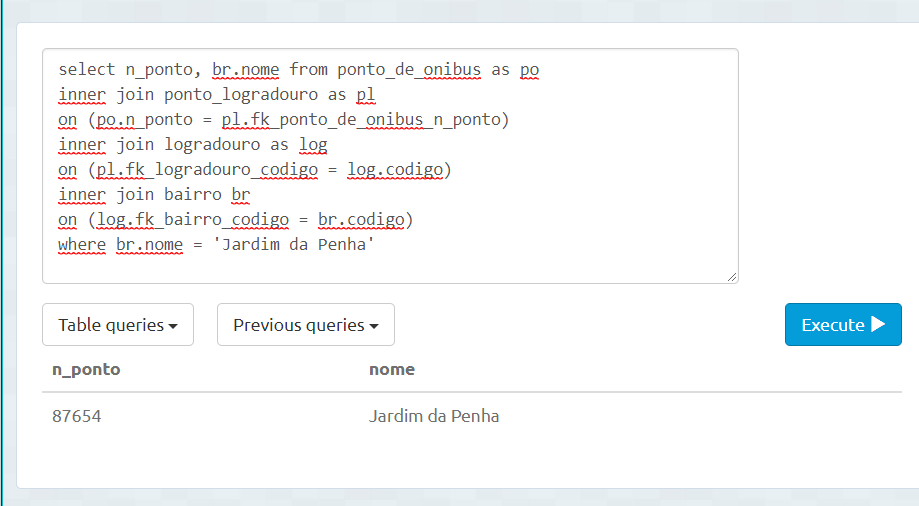 select n_ponto, br.nome from ponto_de_onibus as po
inner join ponto_logradouro as pl
on (po.n_ponto = pl.fk_ponto_de_onibus_n_ponto)
inner join logradouro as log
on (pl.fk_logradouro_codigo = log.codigo)
inner join bairro br
on (log.fk_bairro_codigo = br.codigo)
where br.nome = 'Jardim da Penha'
Table queries Previous queries Execute
n_ponto nome
87654 Jardim da Penha